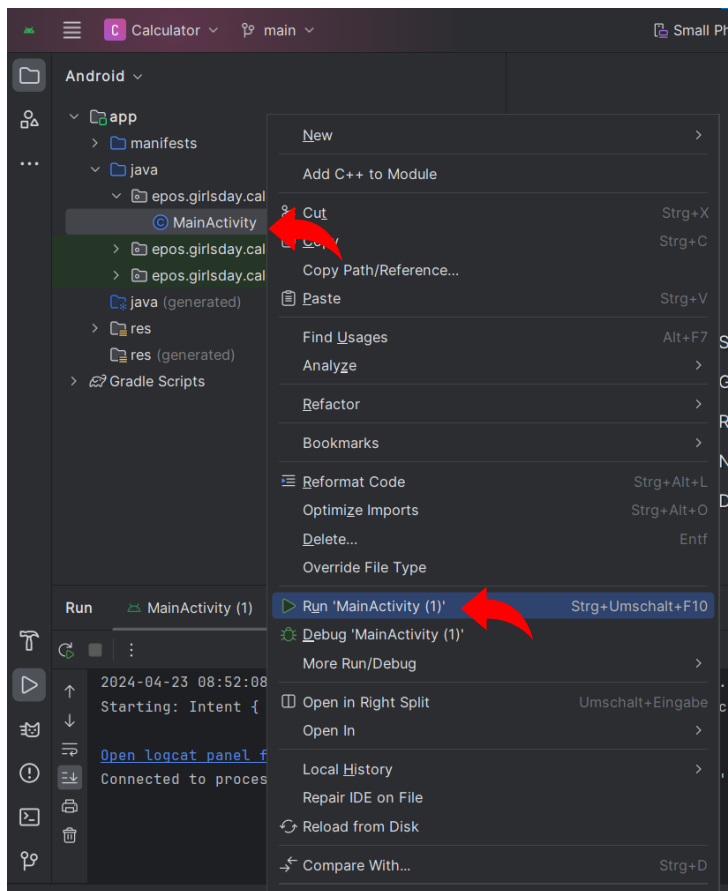 C Calculator main Small Ph
Android
app
manifests
java
epos.girlsday.cal
MainActivity
epos.girlsday.cal
epos.girlsday.cal
java (generated)
res
res (generated)
Gradle Scripts
New
Add C++ to Module
Cut Strg+X
Copy Strg+C
Copy Path/Reference...
Paste Strg+V
Find Usages Alt+F7
Analyze
Refactor
Bookmarks
Reformat Code Strg+Alt+L
Optimize Imports Strg+Alt+O
Delete... Entf
Override File Type
Run 'MainActivity (1)' Strg+Umschalt+F10
Debug 'MainActivity (1)'
More Run/Debug
Open in Right Split Umschalt+Eingabe
Open In
Local History
Repair IDE on File
Reload from Disk
Compare With... Strg+D
S
G
R
N
D
Run MainActivity (1)
2024-04-23 08:52:08
Starting: Intent {
Open logcat panel f
Connected to proces